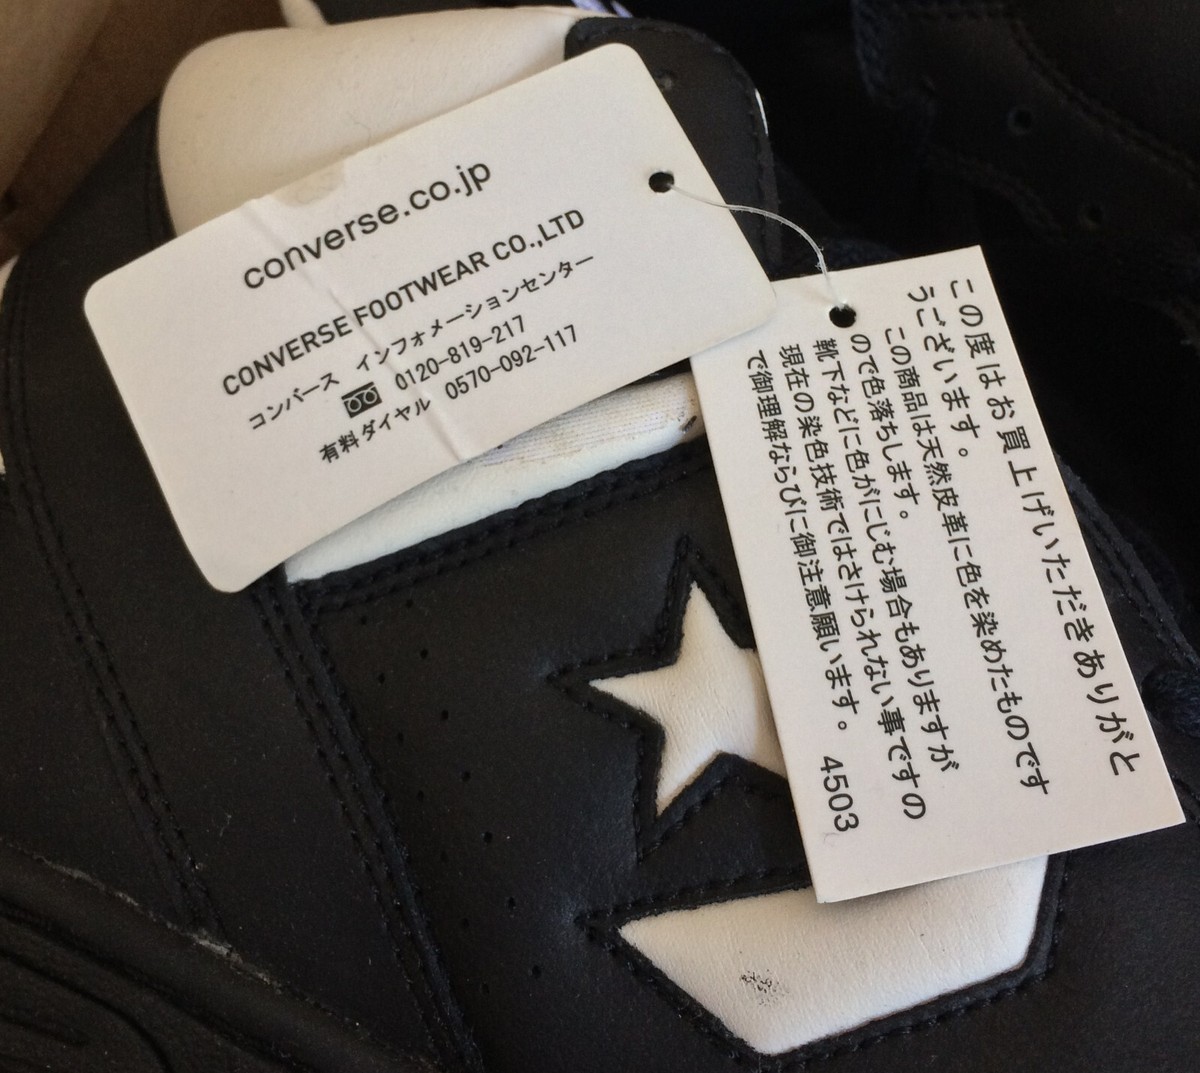 converse.co.jp
CONVERSE FOOTWEAR CO.,LTD
コンバース インフォメーションセンター
0120-819-217
有料ダイヤル 0570-092-117
この度はお買上げいただきありがと
うございます。
この商品は天然皮革に色を染めたものです
ので色落ちします。
靴下などに色がにじむ場合もありますが
現在の染色技術ではさけられない事ですの
で御理解ならびに御注意願います。 4503